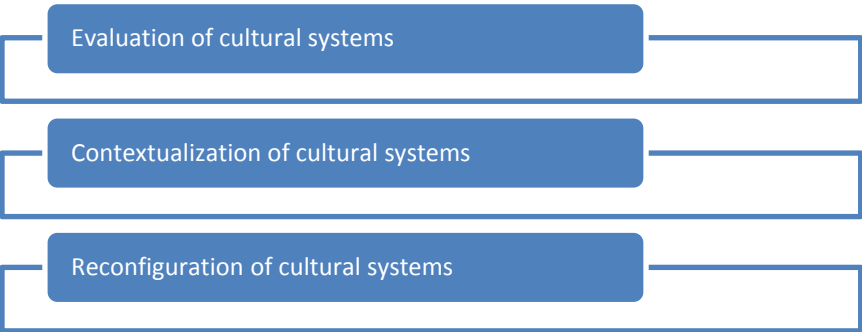 Evaluation of cultural systems
Contextualization of cultural systems
Reconfiguration of cultural systems